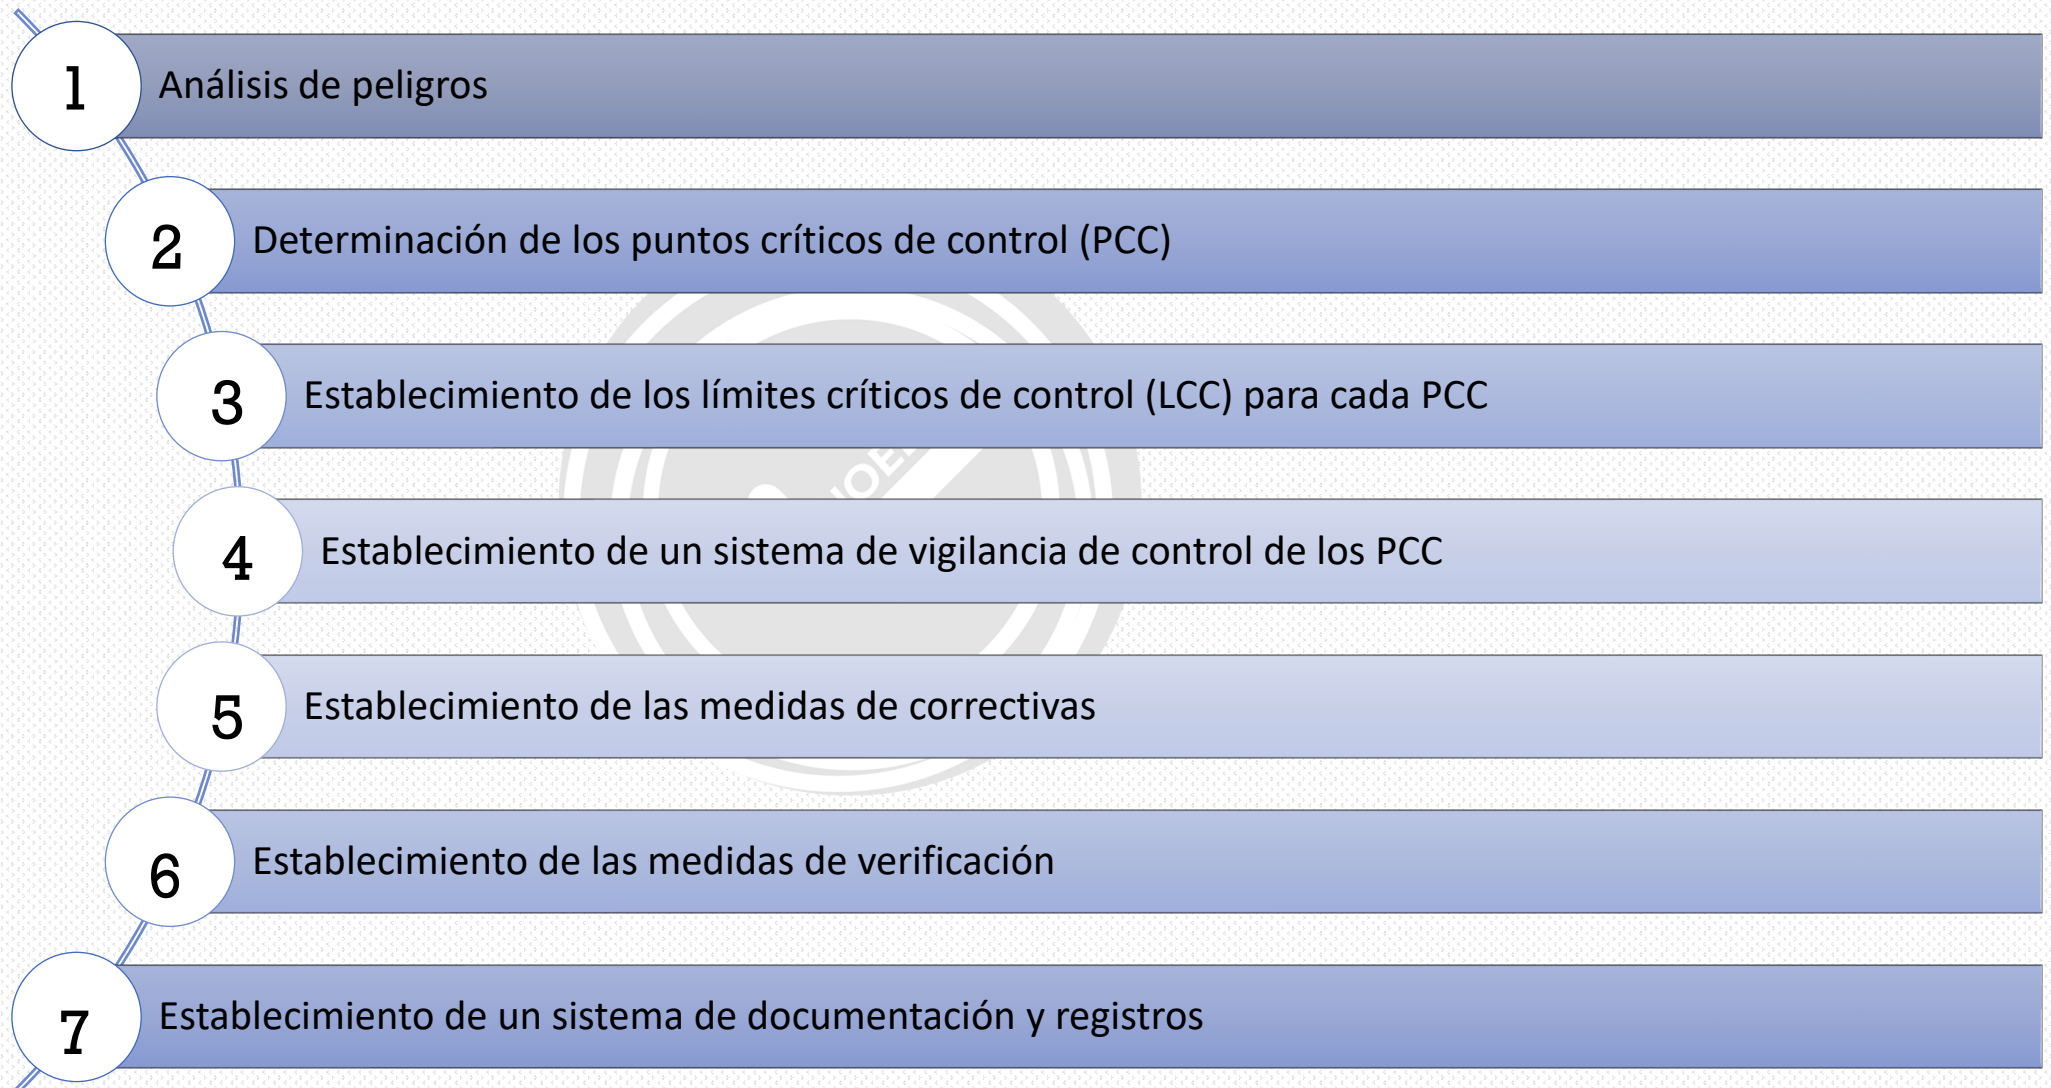 1
Análisis de peligros
2
Determinación de los puntos críticos de control (PCC)
3
Establecimiento de los límites críticos de control (LCC) para cada PCC
4
Establecimiento de un sistema de vigilancia de control de los PCC
5
Establecimiento de las medidas de correctivas
6
Establecimiento de las medidas de verificación
7
Establecimiento de un sistema de documentación y registros